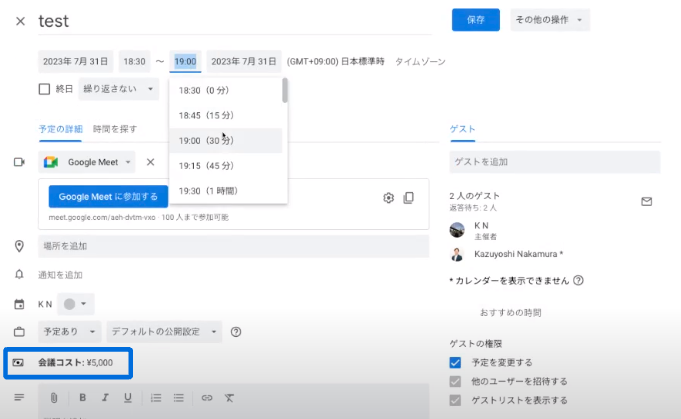 test
保存
その他の操作
2023年 7月 31日
18:30
～
19:00
2023年 7月 31日
(GMT+09:00) 日本標準時
タイムゾーン
終日
繰り返さない
18:30（0 分）
18:45（15 分）
19:00（30 分）
19:15（45 分）
19:30（1 時間）
予定の詳細
時間を探す
Google Meet
Google Meet に参加する
meet.google.com/aeh-dvtm-vxo · 100 人まで参加可能
場所を追加
通知を追加
K N
予定あり
デフォルトの公開設定
会議コスト: ¥5,000
B I U
ゲスト
ゲストを追加
2 人のゲスト
返答待ち: 2 人
K N
主催者
Kazuyoshi Nakamura *
* カレンダーを表示できません
おすすめの時間
ゲストの権限
予定を変更する
他のユーザーを招待する
ゲストリストを表示する